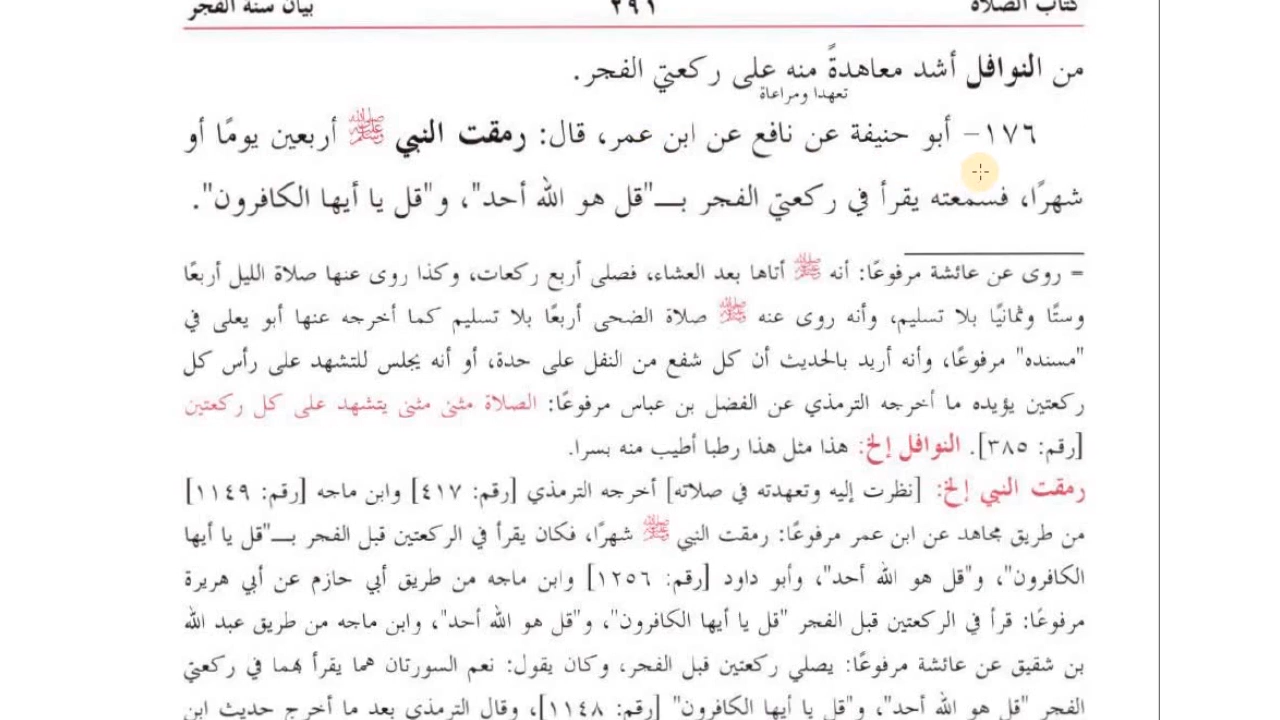 كتاب الصلاة ٢٩١ بيان سنة الفجر
من النوافل أشد معاهدةً منه على ركعتي الفجر.
تعهدا ومراعاة
١٧٦- أبو حنيفة عن نافع عن ابن عمر، قال: رمقت النبي ﷺ أربعين يومًا أو
شهرًا، فسمعته يقرأ في ركعتي الفجر بــ"قل هو الله أحد"، و"قل يا أيها الكافرون".
= روى عن عائشة مرفوعًا: أنه ﷺ أتاها بعد العشاء، فصلى أربع ركعات، وكذا روى عنها صلاة الليل أربعًا
وستًا وثمانيًا بلا تسليم، وأنه روى عنه ﷺ صلاة الضحى أربعًا بلا تسليم كما أخرجه عنها أبو يعلى في
"مسنده" مرفوعًا، وأنه أريد بالحديث أن كل شفع من النفل على حدة، أو أنه يجلس للتشهد على رأس كل
ركعتين يؤيده ما أخرجه الترمذي عن الفضل بن عباس مرفوعًا: الصلاة مثنى مثنى يتشهد على كل ركعتين
[رقم: ٣٨٥]. النوافل إلخ: هذا مثل هذا رطبا أطيب منه بسرا.
رمقت النبي إلخ: [نظرت إليه وتعهدته في صلاته] أخرجه الترمذي [رقم: ٤١٧] وابن ماجه [رقم: ١١٤٩]
من طريق مجاهد عن ابن عمر مرفوعًا: رمقت النبي ﷺ شهرًا، فكان يقرأ في الركعتين قبل الفجر بــ"قل يا أيها
الكافرون"، و"قل هو الله أحد"، وأبو داود [رقم: ١٢٥٦] وابن ماجه من طريق أبي حازم عن أبي هريرة
مرفوعًا: قرأ في الركعتين قبل الفجر "قل يا أيها الكافرون"، و"قل هو الله أحد"، وابن ماجه من طريق عبد الله
بن شقيق عن عائشة مرفوعًا: يصلي ركعتين قبل الفجر، وكان يقول: نعم السورتان هما يقرأ بهما في ركعتي
الفجر "قل هو الله أحد"، و"قل يا أيها الكافرون" [رقم: ١١٤٨]، وقال الترمذي بعد ما أخرج حديث ابن